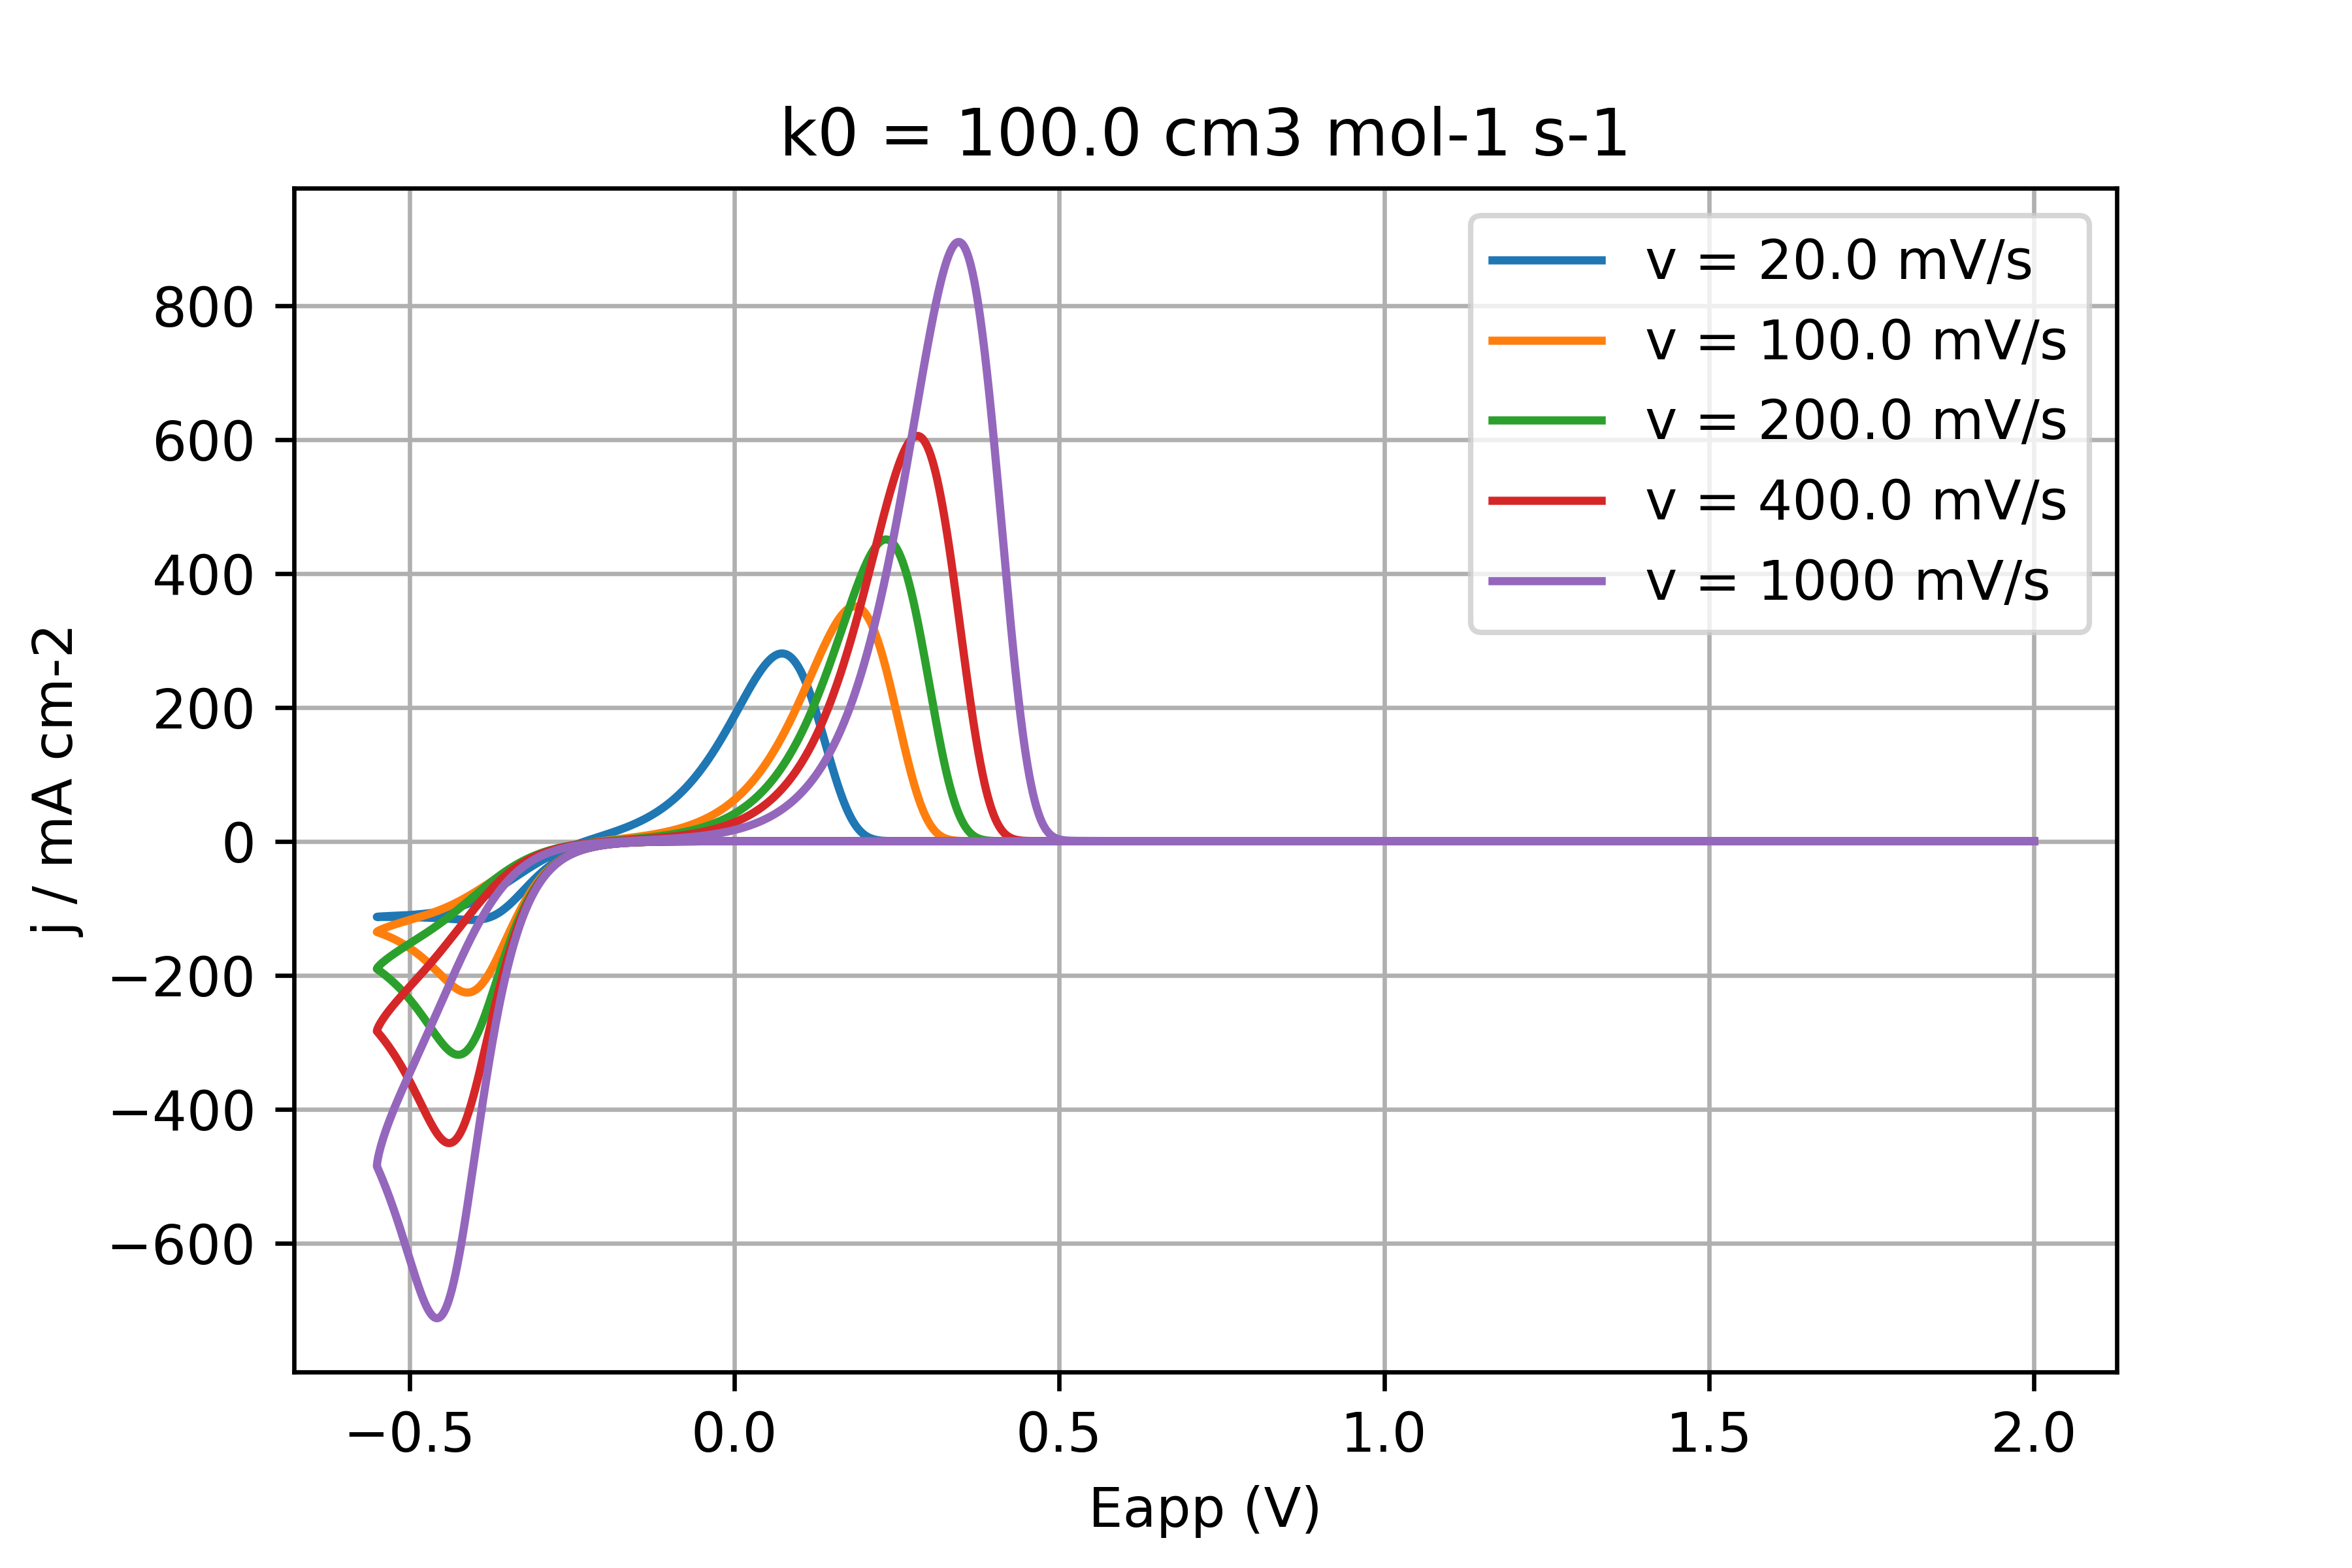 k0 = 100.0 cm3 mol-1 s-1
v = 20.0 mV/s
v = 100.0 mV/s
v = 200.0 mV/s
v = 400.0 mV/s
v = 1000 mV/s
j / mA cm-2
800
600
400
200
0
−200
−400
−600
−0.5 0.0 0.5 1.0 1.5 2.0
Eapp (V)